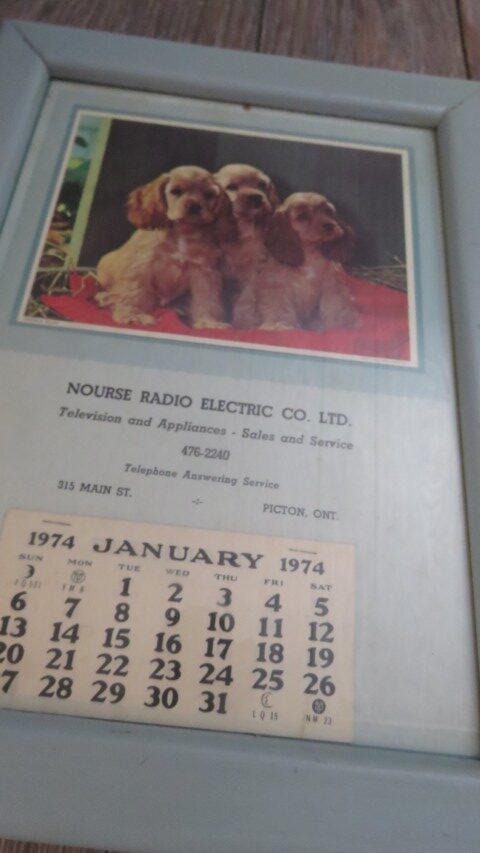 NOURSE RADIO ELECTRIC CO. LTD.
Television and Appliances - Sales and Service
476-2240
Telephone Answering Service
315 MAIN ST.
PICTON, ONT.
1974 JANUARY 1974
SUN MON TUE WED THU FRI SAT
1 2 3 4 5
6 7 8 9 10 11 12
13 14 15 16 17 18 19
20 21 22 23 24 25 26
7 28 29 30 31
L Q 15 N M 23